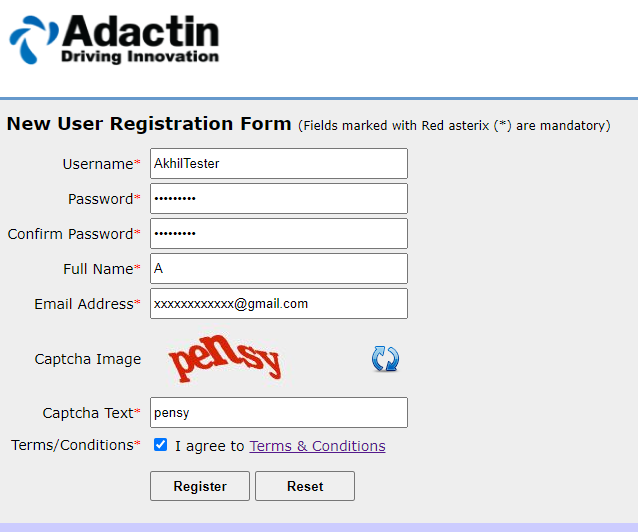 Adactin
Driving Innovation
New User Registration Form (Fields marked with Red asterix (*) are mandatory)
Username* AkhilTester
Password* •••••••••
Confirm Password* •••••••••
Full Name* A
Email Address* xxxxxxxxxxxx@gmail.com
Captcha Image pensy
Captcha Text* pensy
Terms/Conditions* I agree to Terms & Conditions
Register Reset